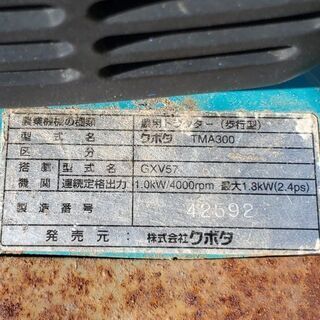 農業機械の種類 農用トラクター（歩行型）
型式名 クボタ TMA300
区分
搭載型式名 GXV57
機関 連続定格出力 1.0kW/4000rpm 最大1.3kW(2.4ps)
製造番号 42592
発売元: 株式会社クボタ